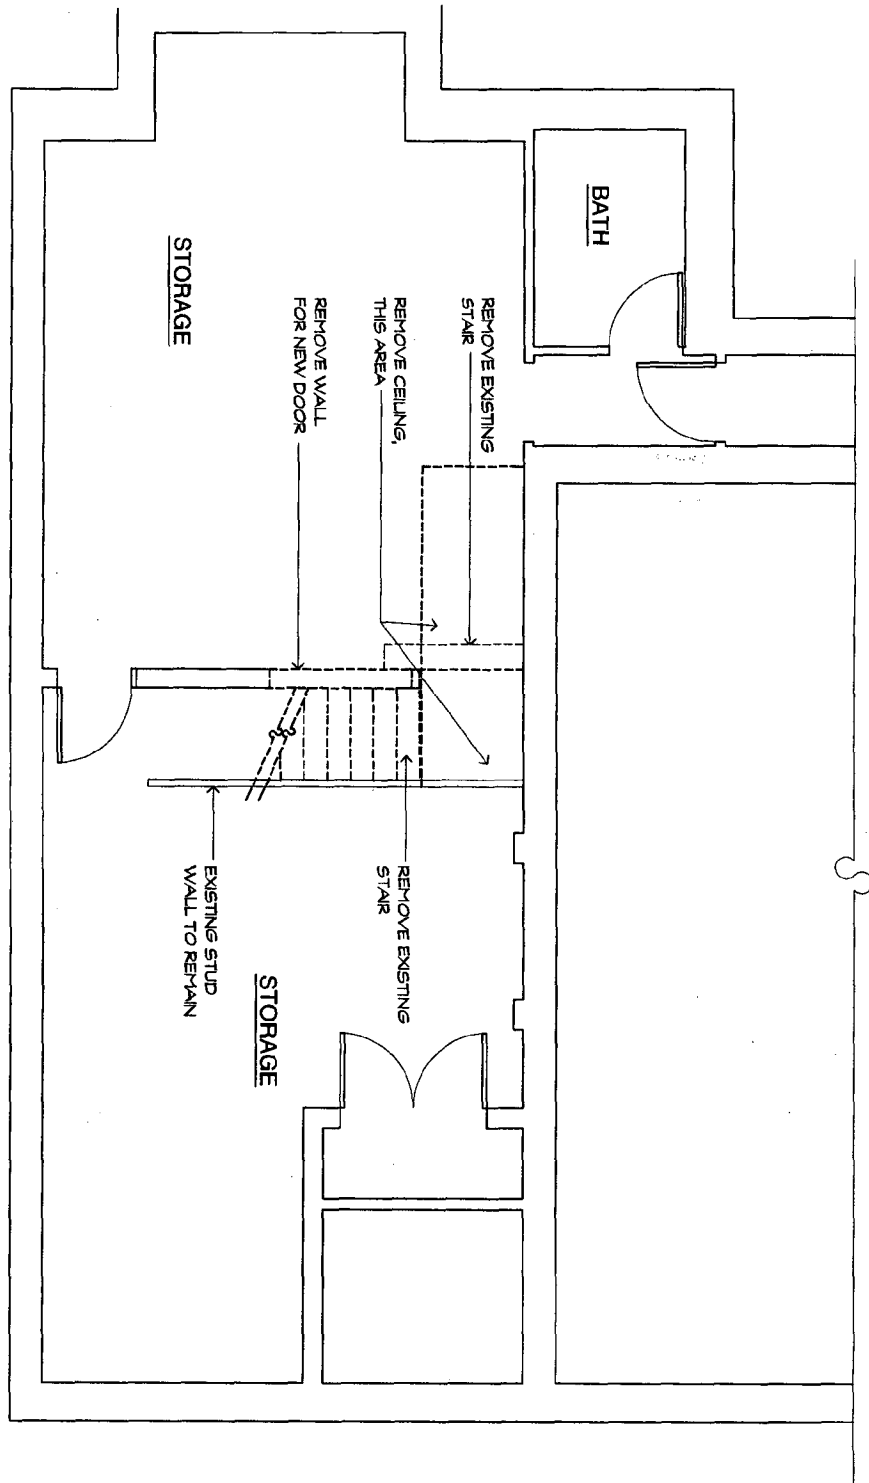 BATH
STORAGE
REMOVE EXISTING
STAIR
REMOVE CEILING,
THIS AREA
REMOVE WALL
FOR NEW DOOR
REMOVE EXISTING
STAIR
EXISTING STUD
WALL TO REMAIN
STORAGE